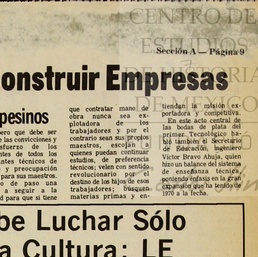 CENTRO DE
ESTUDIOS
Sección A — Página 9
onstruir Empresas
pesinos
ero que debe ser
las convicciones y
sfuerzo de los
ntes de todos los
antes técnicos de
y preocupación
para sus maestros.
o de paso una
a seguir a la
d para que si tiene
que contratar mano de
obra nunca sea ex-
plotadora de los
trabajadores y por el
contrario sean sus propios
maestros, escojan a
quienes puedan continuar
estudios, de preferencia
técnicos; velen con sentido
revolucionario por el
destino de los hijos de esos
trabajadores; busquen
materias primas y en-
tiendan la misión ex-
portadora y competitiva.
En este acto central de
las bodas de plata del
primer Tecnológico ha-
bló también el Secretario
de Educación, ingeniero
Víctor Bravo Ahuja, quien
hizo un balance del sistema
de enseñanza técnica,
poniendo énfasis en la gran
expansión que ha tenido de
1970 a la fecha.
be Luchar Sólo
a Cultura: LE